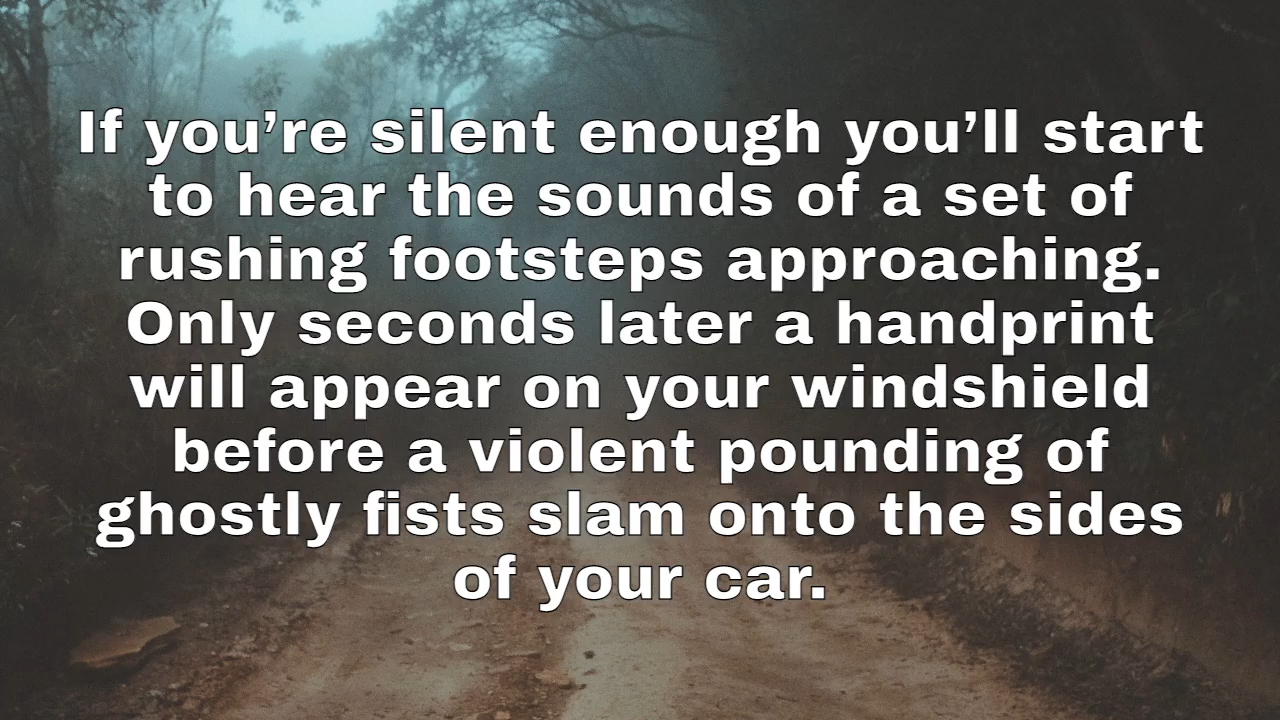 If you’re silent enough you’ll start
to hear the sounds of a set of
rushing footsteps approaching.
Only seconds later a handprint
will appear on your windshield
before a violent pounding of
ghostly fists slam onto the sides
of your car.